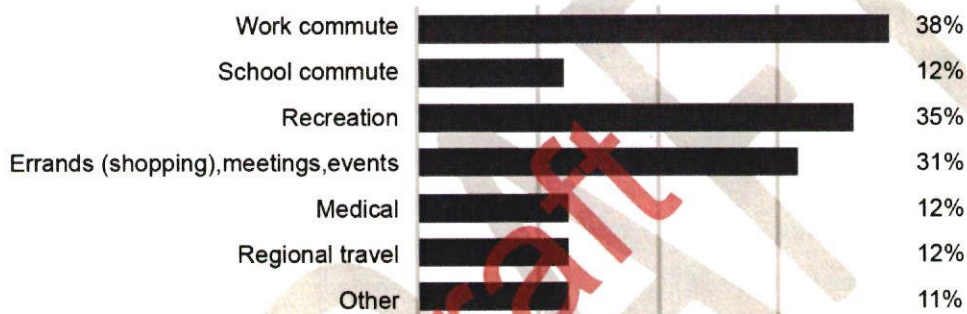 Work commute 38%
School commute 12%
Recreation 35%
Errands (shopping),meetings,events 31%
Medical 12%
Regional travel 12%
Other 11%
raft